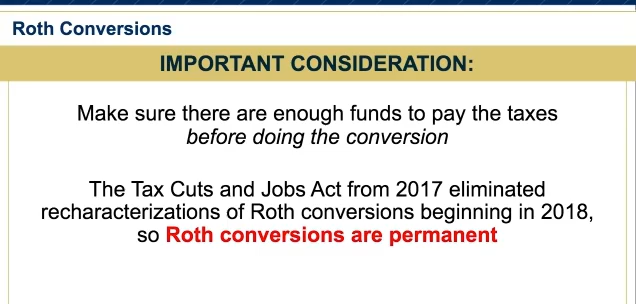 Roth Conversions
IMPORTANT CONSIDERATION:
Make sure there are enough funds to pay the taxes
before doing the conversion
The Tax Cuts and Jobs Act from 2017 eliminated
recharacterizations of Roth conversions beginning in 2018,
so Roth conversions are permanent